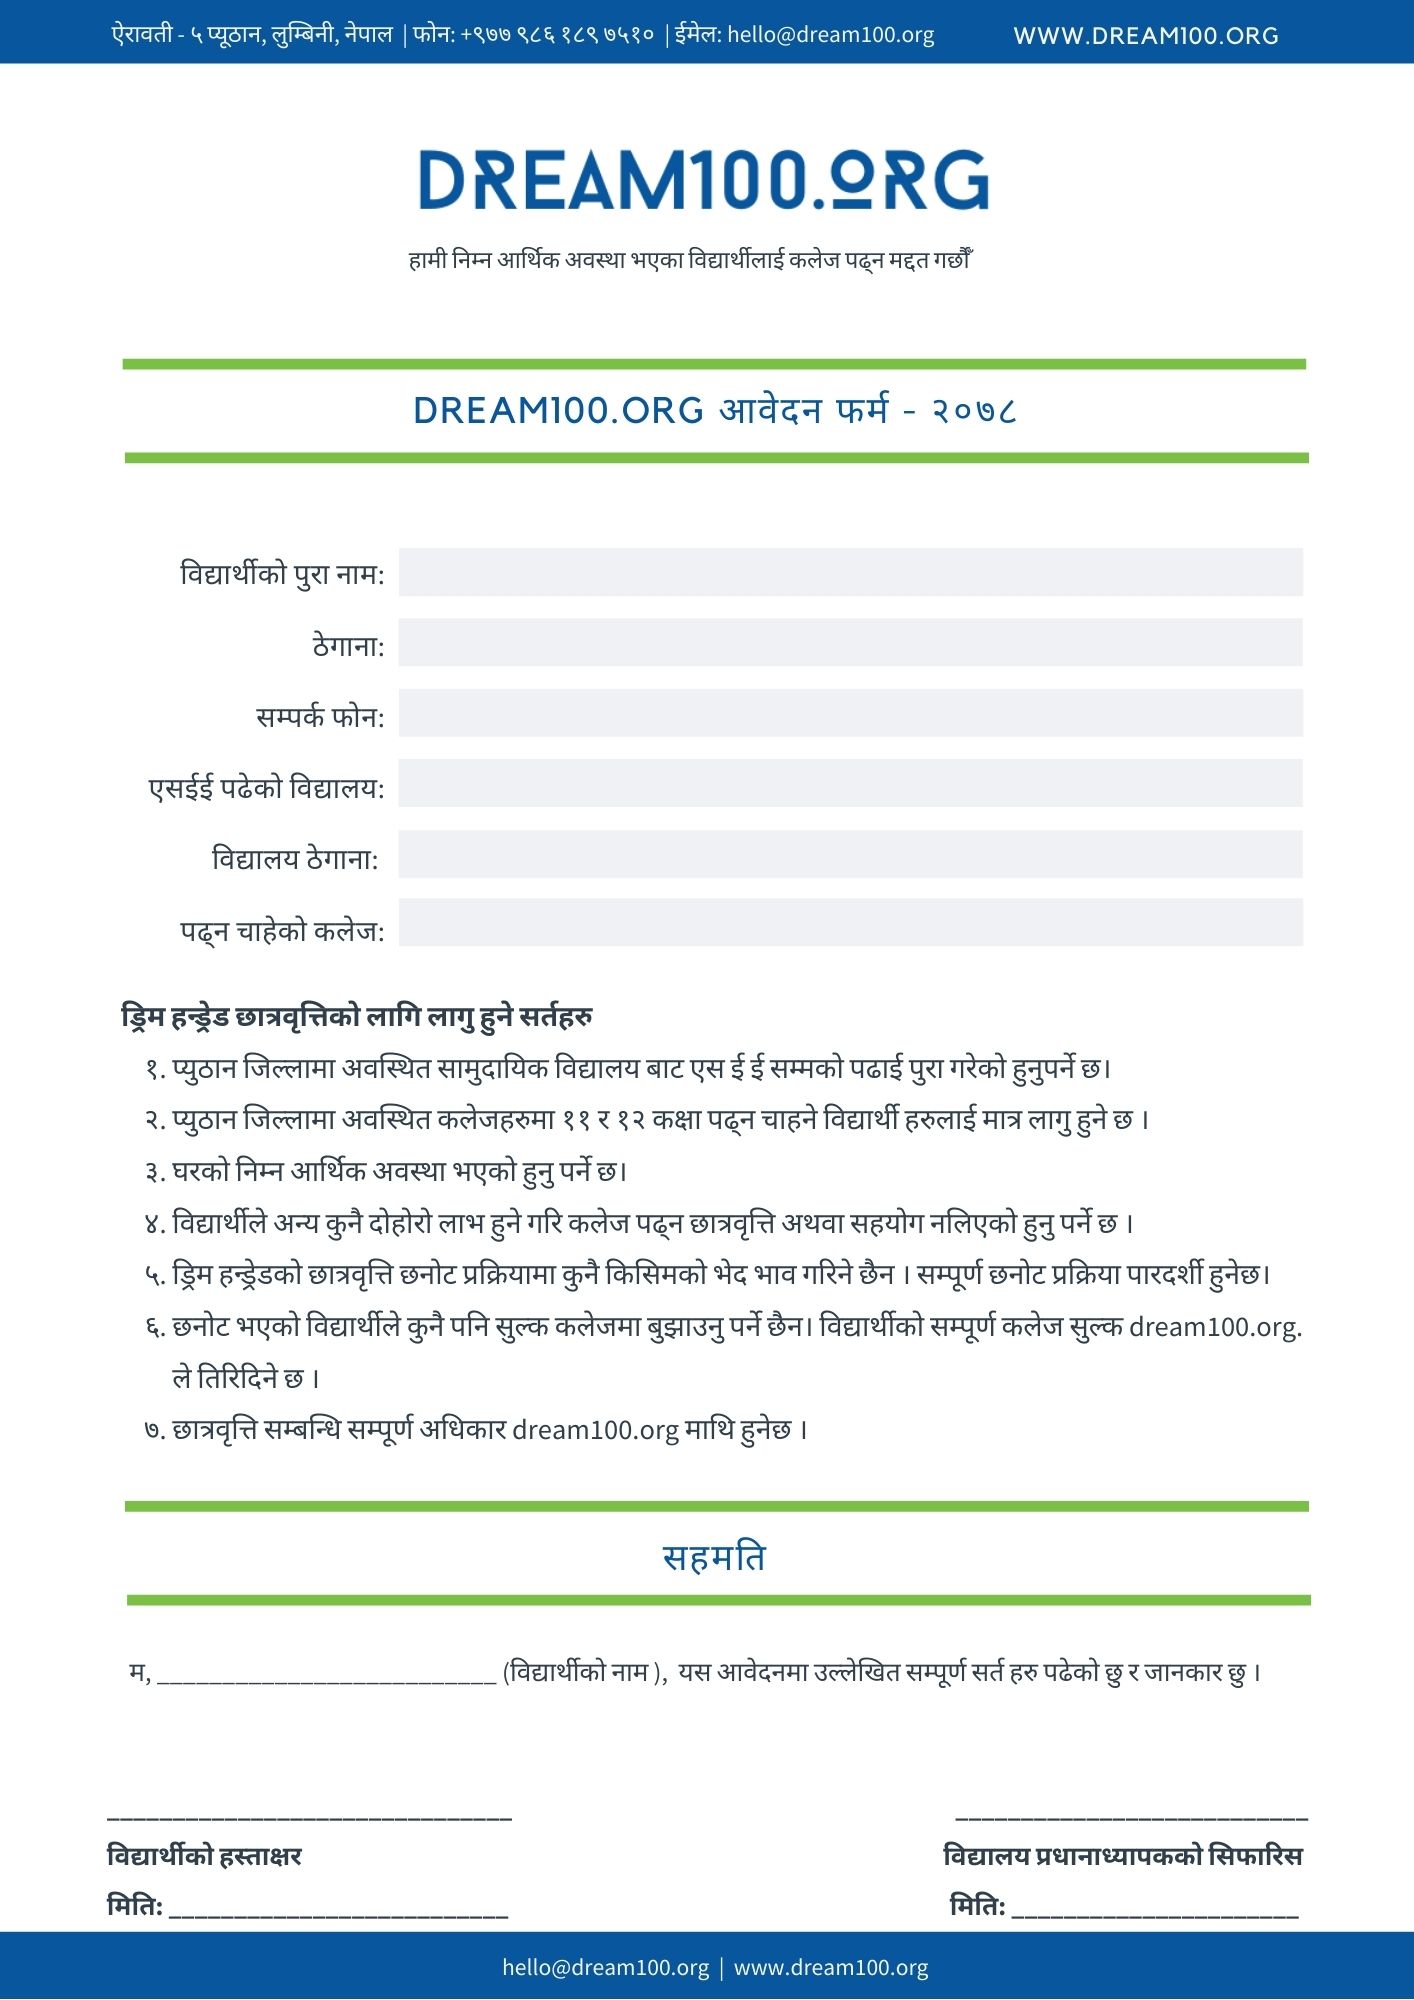 ऐरावती - ५ प्यूठान, लुम्बिनी, नेपाल | फोन: +९७७ ९८६ १८९ ७५१० | ईमेल: hello@dream100.org WWW.DREAM100.ORG
DREAM100.ORG
हामी निम्न आर्थिक अवस्था भएका विद्यार्थीलाई कलेज पढ्न मद्दत गर्छौँ
DREAM100.ORG आवेदन फर्म - २०७८
विद्यार्थीको पुरा नाम:
ठेगाना:
सम्पर्क फोन:
एसईई पढेको विद्यालय:
विद्यालय ठेगाना:
पढ्न चाहेको कलेज:
ड्रिम हन्ड्रेड छात्रवृत्तिको लागि लागु हुने सर्तहरु
१. प्युठान जिल्लामा अवस्थित सामुदायिक विद्यालय बाट एस ई ई सम्मको पढाई पुरा गरेको हुनुपर्ने छ।
२. प्युठान जिल्लामा अवस्थित कलेजहरुमा ११ र १२ कक्षा पढ्न चाहने विद्यार्थी हरुलाई मात्र लागु हुने छ ।
३. घरको निम्न आर्थिक अवस्था भएको हुनु पर्ने छ।
४. विद्यार्थीले अन्य कुनै दोहोरो लाभ हुने गरि कलेज पढ्न छात्रवृत्ति अथवा सहयोग नलिएको हुनु पर्ने छ ।
५. ड्रिम हन्ड्रेडको छात्रवृत्ति छनोट प्रक्रियामा कुनै किसिमको भेद भाव गरिने छैन । सम्पूर्ण छनोट प्रक्रिया पारदर्शी हुनेछ।
६. छनोट भएको विद्यार्थीले कुनै पनि सुल्क कलेजमा बुझाउनु पर्ने छैन। विद्यार्थीको सम्पूर्ण कलेज सुल्क dream100.org.
ले तिरिदिने छ ।
७. छात्रवृत्ति सम्बन्धि सम्पूर्ण अधिकार dream100.org माथि हुनेछ ।
सहमति
म, __________________________ (विद्यार्थीको नाम ), यस आवेदनमा उल्लेखित सम्पूर्ण सर्त हरु पढेको छु र जानकार छु ।
_______________________________ ___________________________
विद्यार्थीको हस्ताक्षर विद्यालय प्रधानाध्यापकको सिफारिस
मिति: __________________________ मिति: ______________________
hello@dream100.org | www.dream100.org